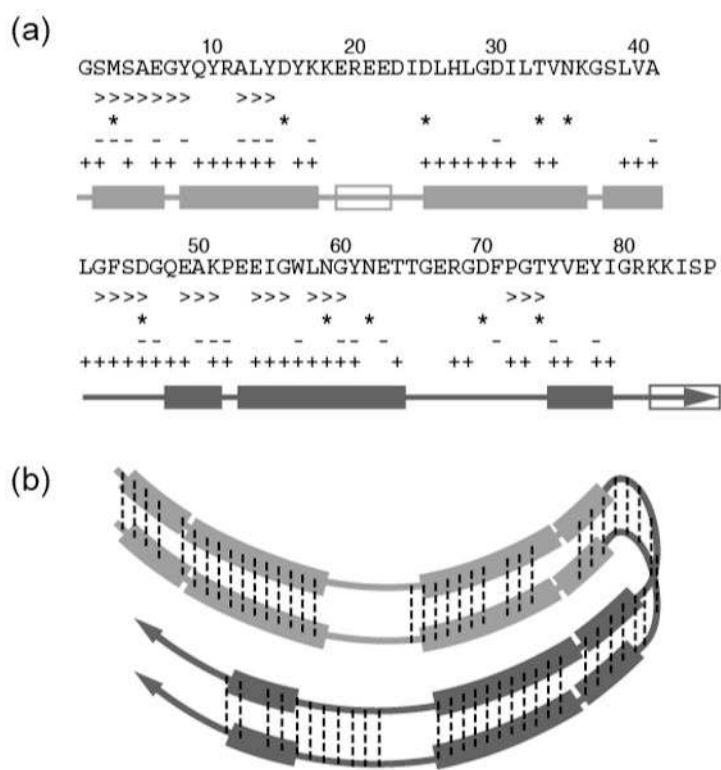 (a)
10 20 30 40
GSMSAEGYQYRALYDYKKEREEDIDLHLGDILTVNKGSLVA
>>>>>>> >>>
* * * * *
--- - - --- - - -
++ + + ++++++ ++ +++++++ ++ +++
50 60 70 80
LGFSDGQEAKPEEIGWLNGYNETTGERGDFPGTYVEYIGRKKISP
>>>> >>> >>> >>> >>>
* * * * *
-- --- - -- - - - -
++++++++ ++ ++++++++ + ++ ++ ++ ++
(b)